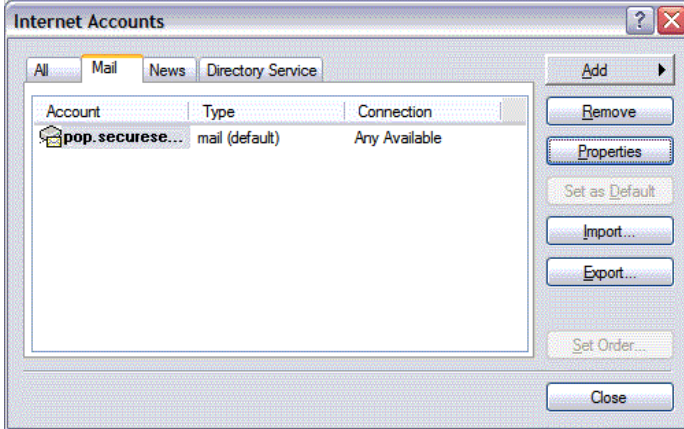 Internet Accounts
All Mail News Directory Service
Add
Account Type Connection
Remove
pop.securese... mail (default) Any Available
Properties
Set as Default
Import...
Export...
Set Order...
Close